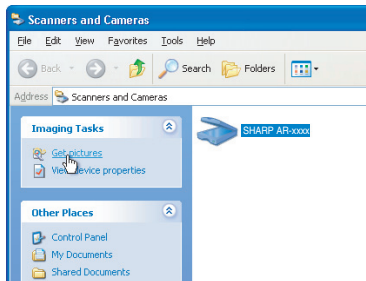 Scanners and Cameras
File Edit View Favorites Tools Help
Back Search Folders
Address Scanners and Cameras
Imaging Tasks
Get pictures
View device properties
SHARP AR-xxxx
Other Places
Control Panel
My Documents
Shared Documents